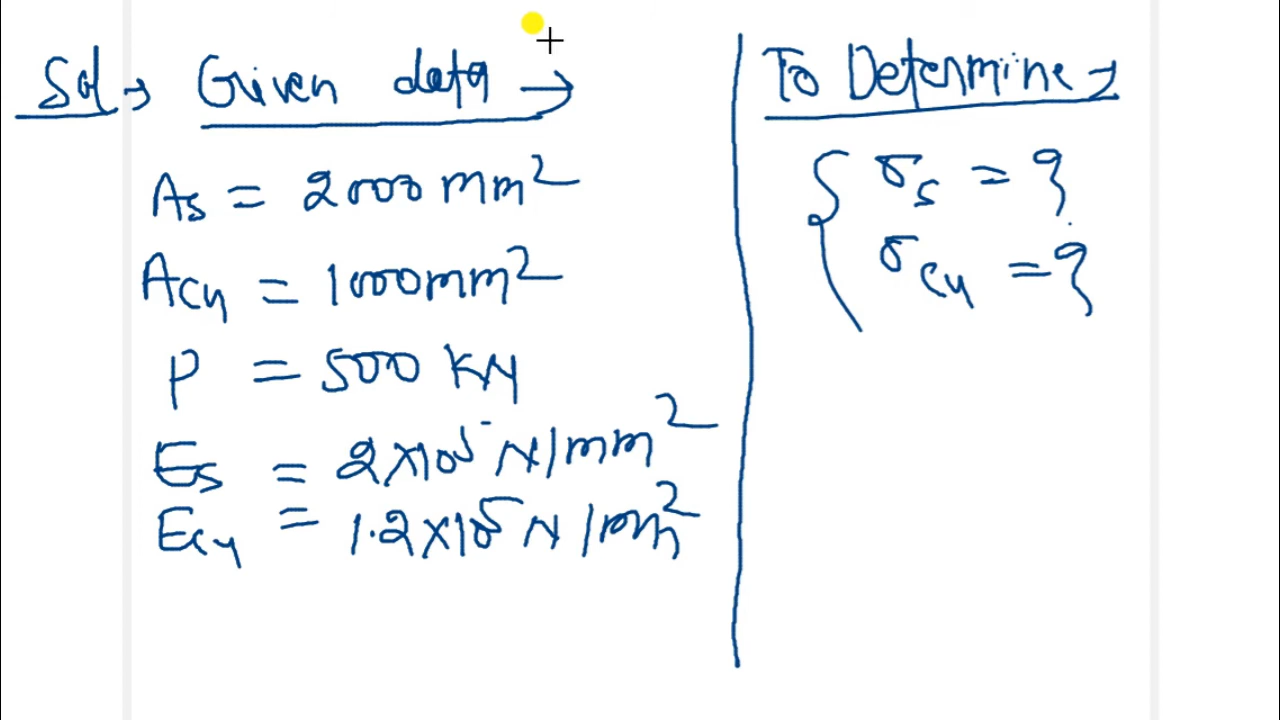 Sol → Given data →
As = 2000 mm²
Acu = 1000 mm²
P = 500 KN
Es = 2×10⁵ N/mm²
Ecu = 1.2×10⁵ N/mm²
To Determine →
σs = ?
σcu = ?